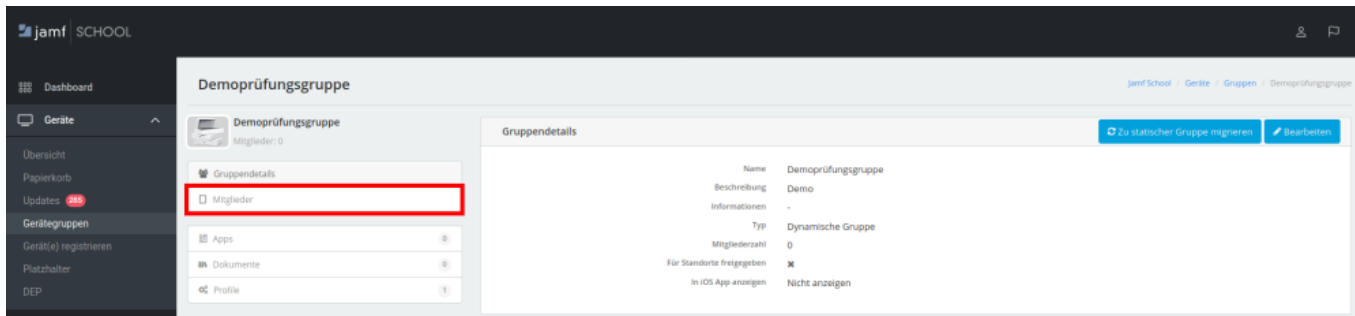 jamf SCHOOL
Dashboard
Geräte
Übersicht
Papierkorb
Updates 265
Gerätegruppen
Gerät(e) registrieren
Platzhalter
DEP
Demoprüfungsgruppe
Jamf School / Geräte / Gruppen / Demoprüfungsgruppe
Demoprüfungsgruppe
Mitglieder: 0
Gruppendetails
Mitglieder
Apps 0
Dokumente 0
Profile 1
Gruppendetails
Zu statischer Gruppe migrieren
Bearbeiten
Name Demoprüfungsgruppe
Beschreibung Demo
Informationen -
Typ Dynamische Gruppe
Mitgliederzahl 0
Für Standorte freigegeben ✖
In iOS App anzeigen Nicht anzeigen